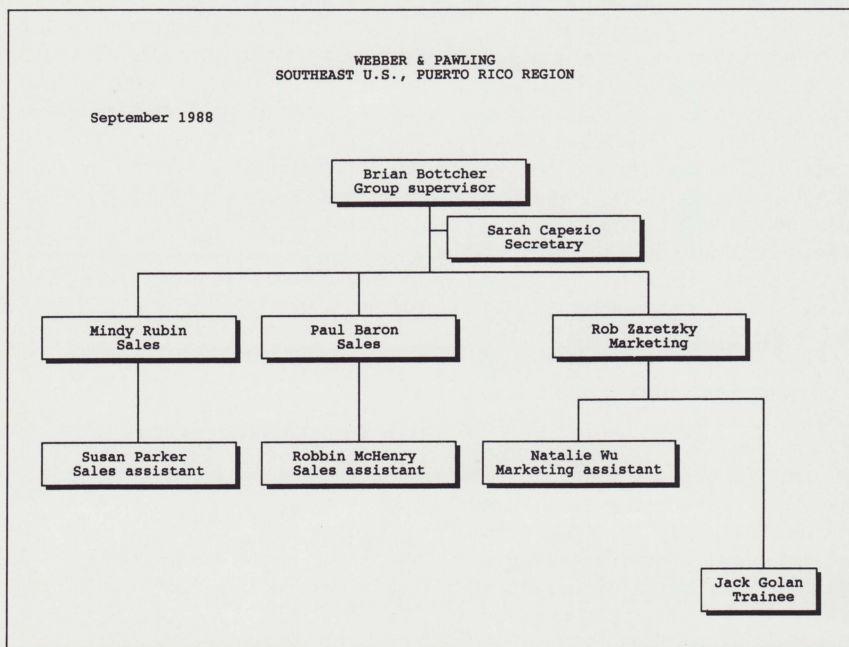 WEBBER & PAWLING
SOUTHEAST U.S., PUERTO RICO REGION
September 1988
Brian Bottcher
Group supervisor
Sarah Capezio
Secretary
Mindy Rubin
Sales
Paul Baron
Sales
Rob Zaretzky
Marketing
Susan Parker
Sales assistant
Robbin McHenry
Sales assistant
Natalie Wu
Marketing assistant
Jack Golan
Trainee